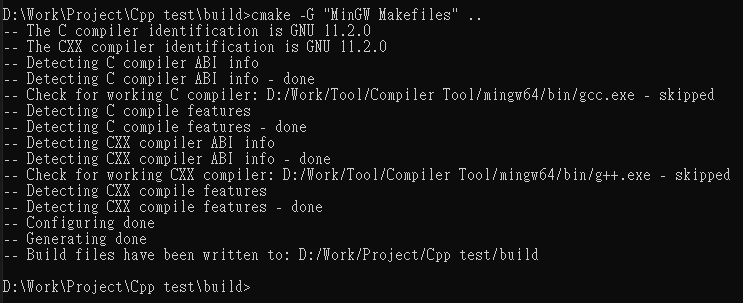 D:\Work\Project\Cpp test\build>cmake -G "MinGW Makefiles" ..
-- The C compiler identification is GNU 11.2.0
-- The CXX compiler identification is GNU 11.2.0
-- Detecting C compiler ABI info
-- Detecting C compiler ABI info - done
-- Check for working C compiler: D:/Work/Tool/Compiler Tool/mingw64/bin/gcc.exe - skipped
-- Detecting C compile features
-- Detecting C compile features - done
-- Detecting CXX compiler ABI info
-- Detecting CXX compiler ABI info - done
-- Check for working CXX compiler: D:/Work/Tool/Compiler Tool/mingw64/bin/g++.exe - skipped
-- Detecting CXX compile features
-- Detecting CXX compile features - done
-- Configuring done
-- Generating done
-- Build files have been written to: D:/Work/Project/Cpp test/build
D:\Work\Project\Cpp test\build>